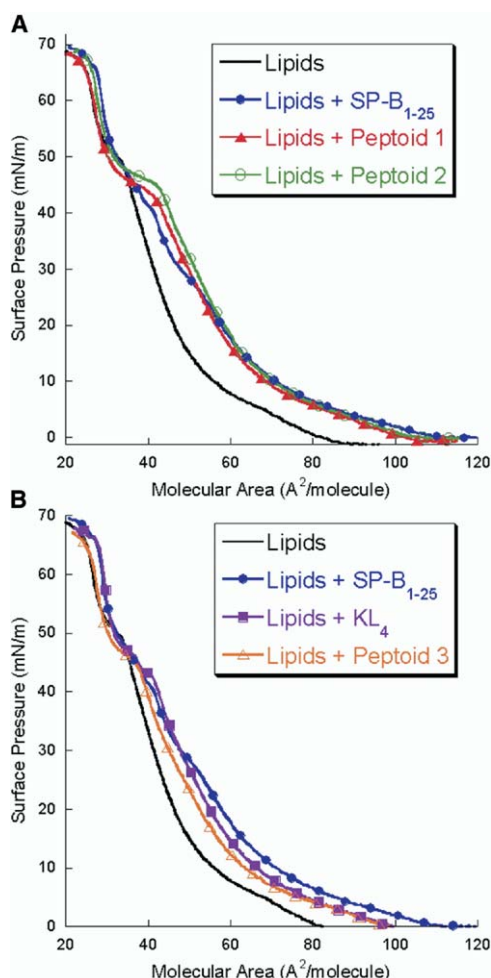 A
70
60
50
40
30
20
10
0
Surface Pressure (mN/m)
Lipids
Lipids + SP-B1-25
Lipids + Peptoid 1
Lipids + Peptoid 2
20 40 60 80 100 120
Molecular Area (A2/molecule)
B
70
60
50
40
30
20
10
0
Surface Pressure (mN/m)
Lipids
Lipids + SP-B1-25
Lipids + KL4
Lipids + Peptoid 3
20 40 60 80 100 120
Molecular Area (A2/molecule)